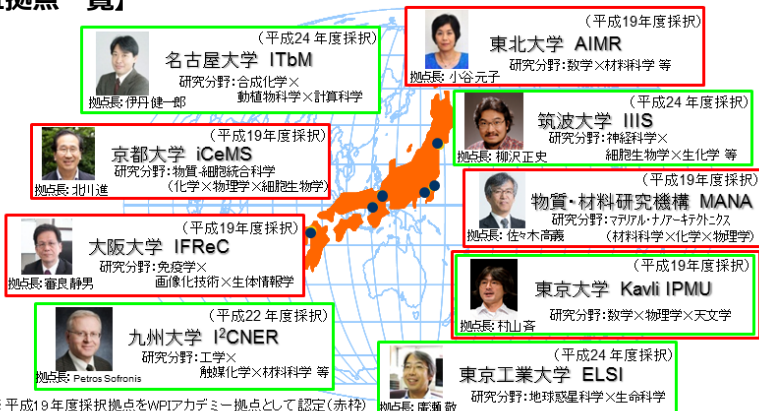 拠点一覧】
(平成24年度採択)
名古屋大学 ITbM
研究分野:合成化学×
動植物科学×計算科学
拠点長:伊丹健一郎
(平成19年度採択)
東北大学 AIMR
研究分野:数学×材料科学 等
拠点長:小谷元子
(平成19年度採択)
京都大学 iCeMS
研究分野:物質-細胞統合科学
(化学×物理学×細胞生物学)
拠点長:北川進
(平成24年度採択)
筑波大学 IIIS
研究分野:神経科学×
細胞生物学×生化学 等
拠点長:柳沢正史
(平成19年度採択)
大阪大学 IFReC
研究分野:免疫学×
画像化技術×生体情報学
拠点長:審良静男
(平成19年度採択)
物質・材料研究機構 MANA
研究分野:マテリアル・ナノアーキテクトニクス
(材料科学×化学×物理学)
拠点長:佐々木高義
(平成19年度採択)
東京大学 Kavli IPMU
研究分野:数学×物理学×天文学
拠点長:村山斉
(平成22年度採択)
九州大学 I²CNER
研究分野:工学×
触媒化学×材料科学 等
拠点長:Petros Sofronis
(平成24年度採択)
東京工業大学 ELSI
研究分野:地球惑星科学×生命科学
拠点長:廣瀬敬
平成19年度採択拠点をWPIアカデミー拠点として認定(赤枠)